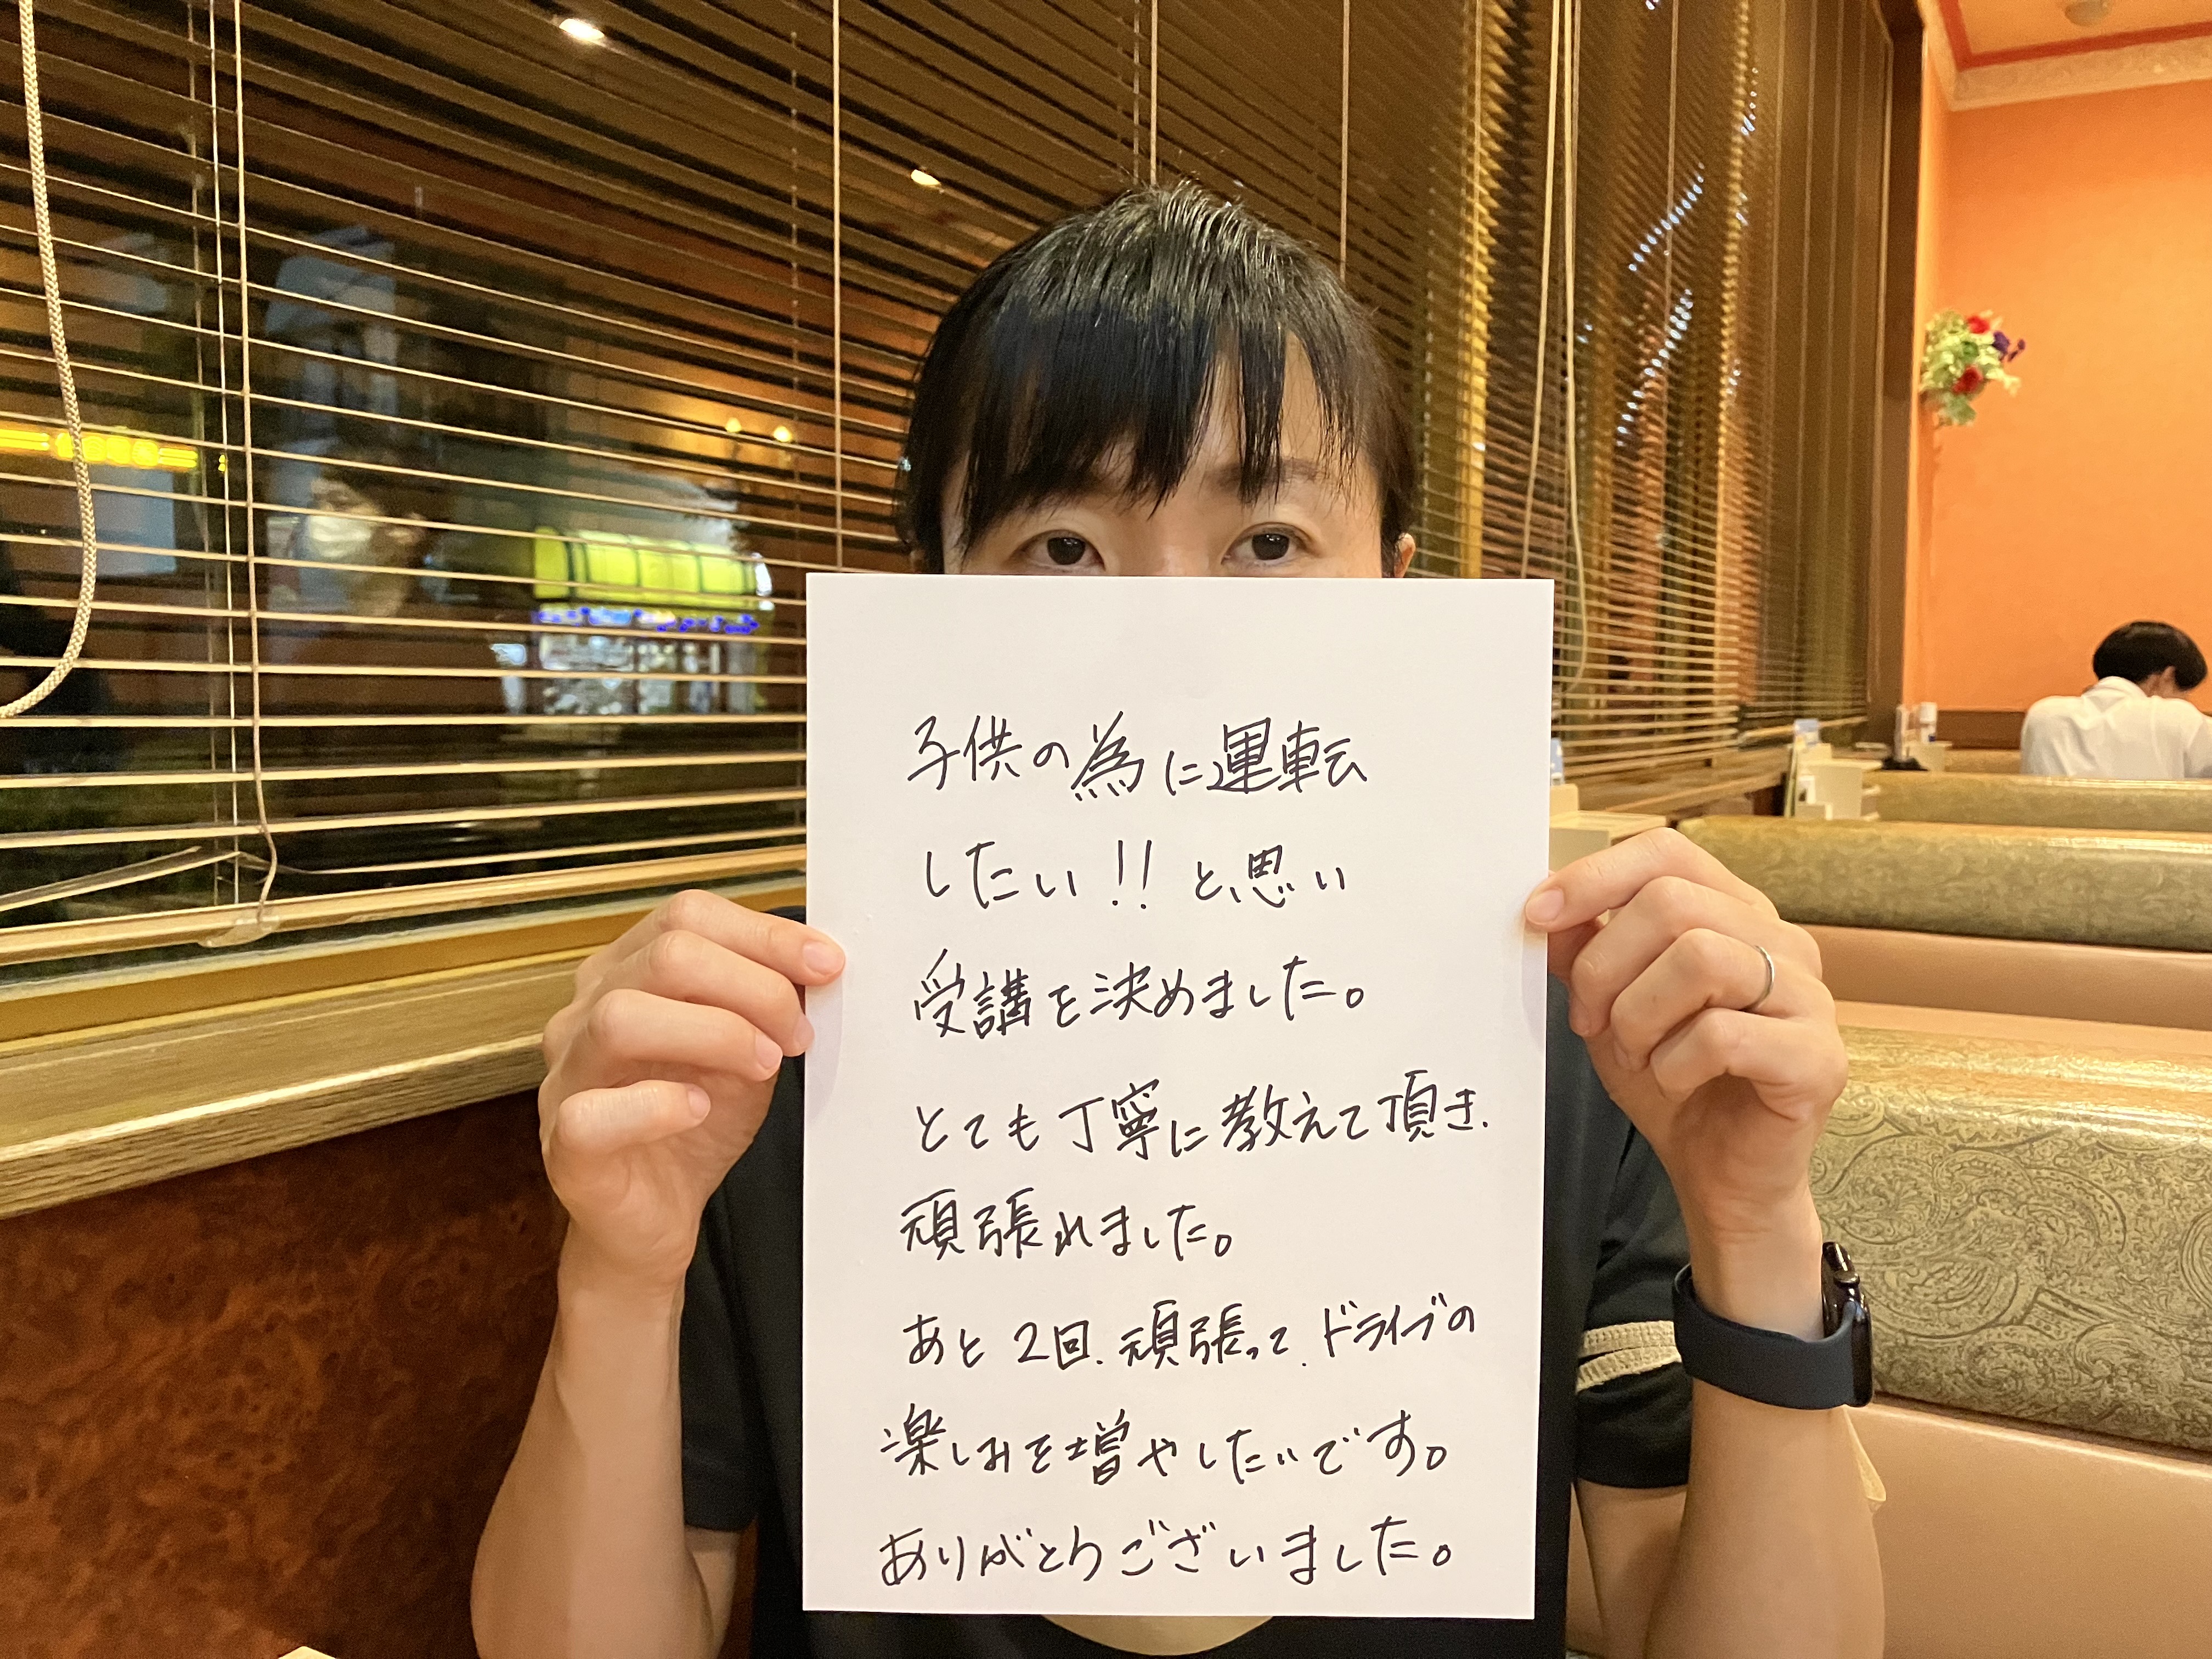 子供の為に運転
したい!!と思い
受講を決めました。
とても丁寧に教えて頂き、
頑張れました。
あと2回、頑張って、ドライブの
楽しみを増やしたいです。
ありがとうございました。